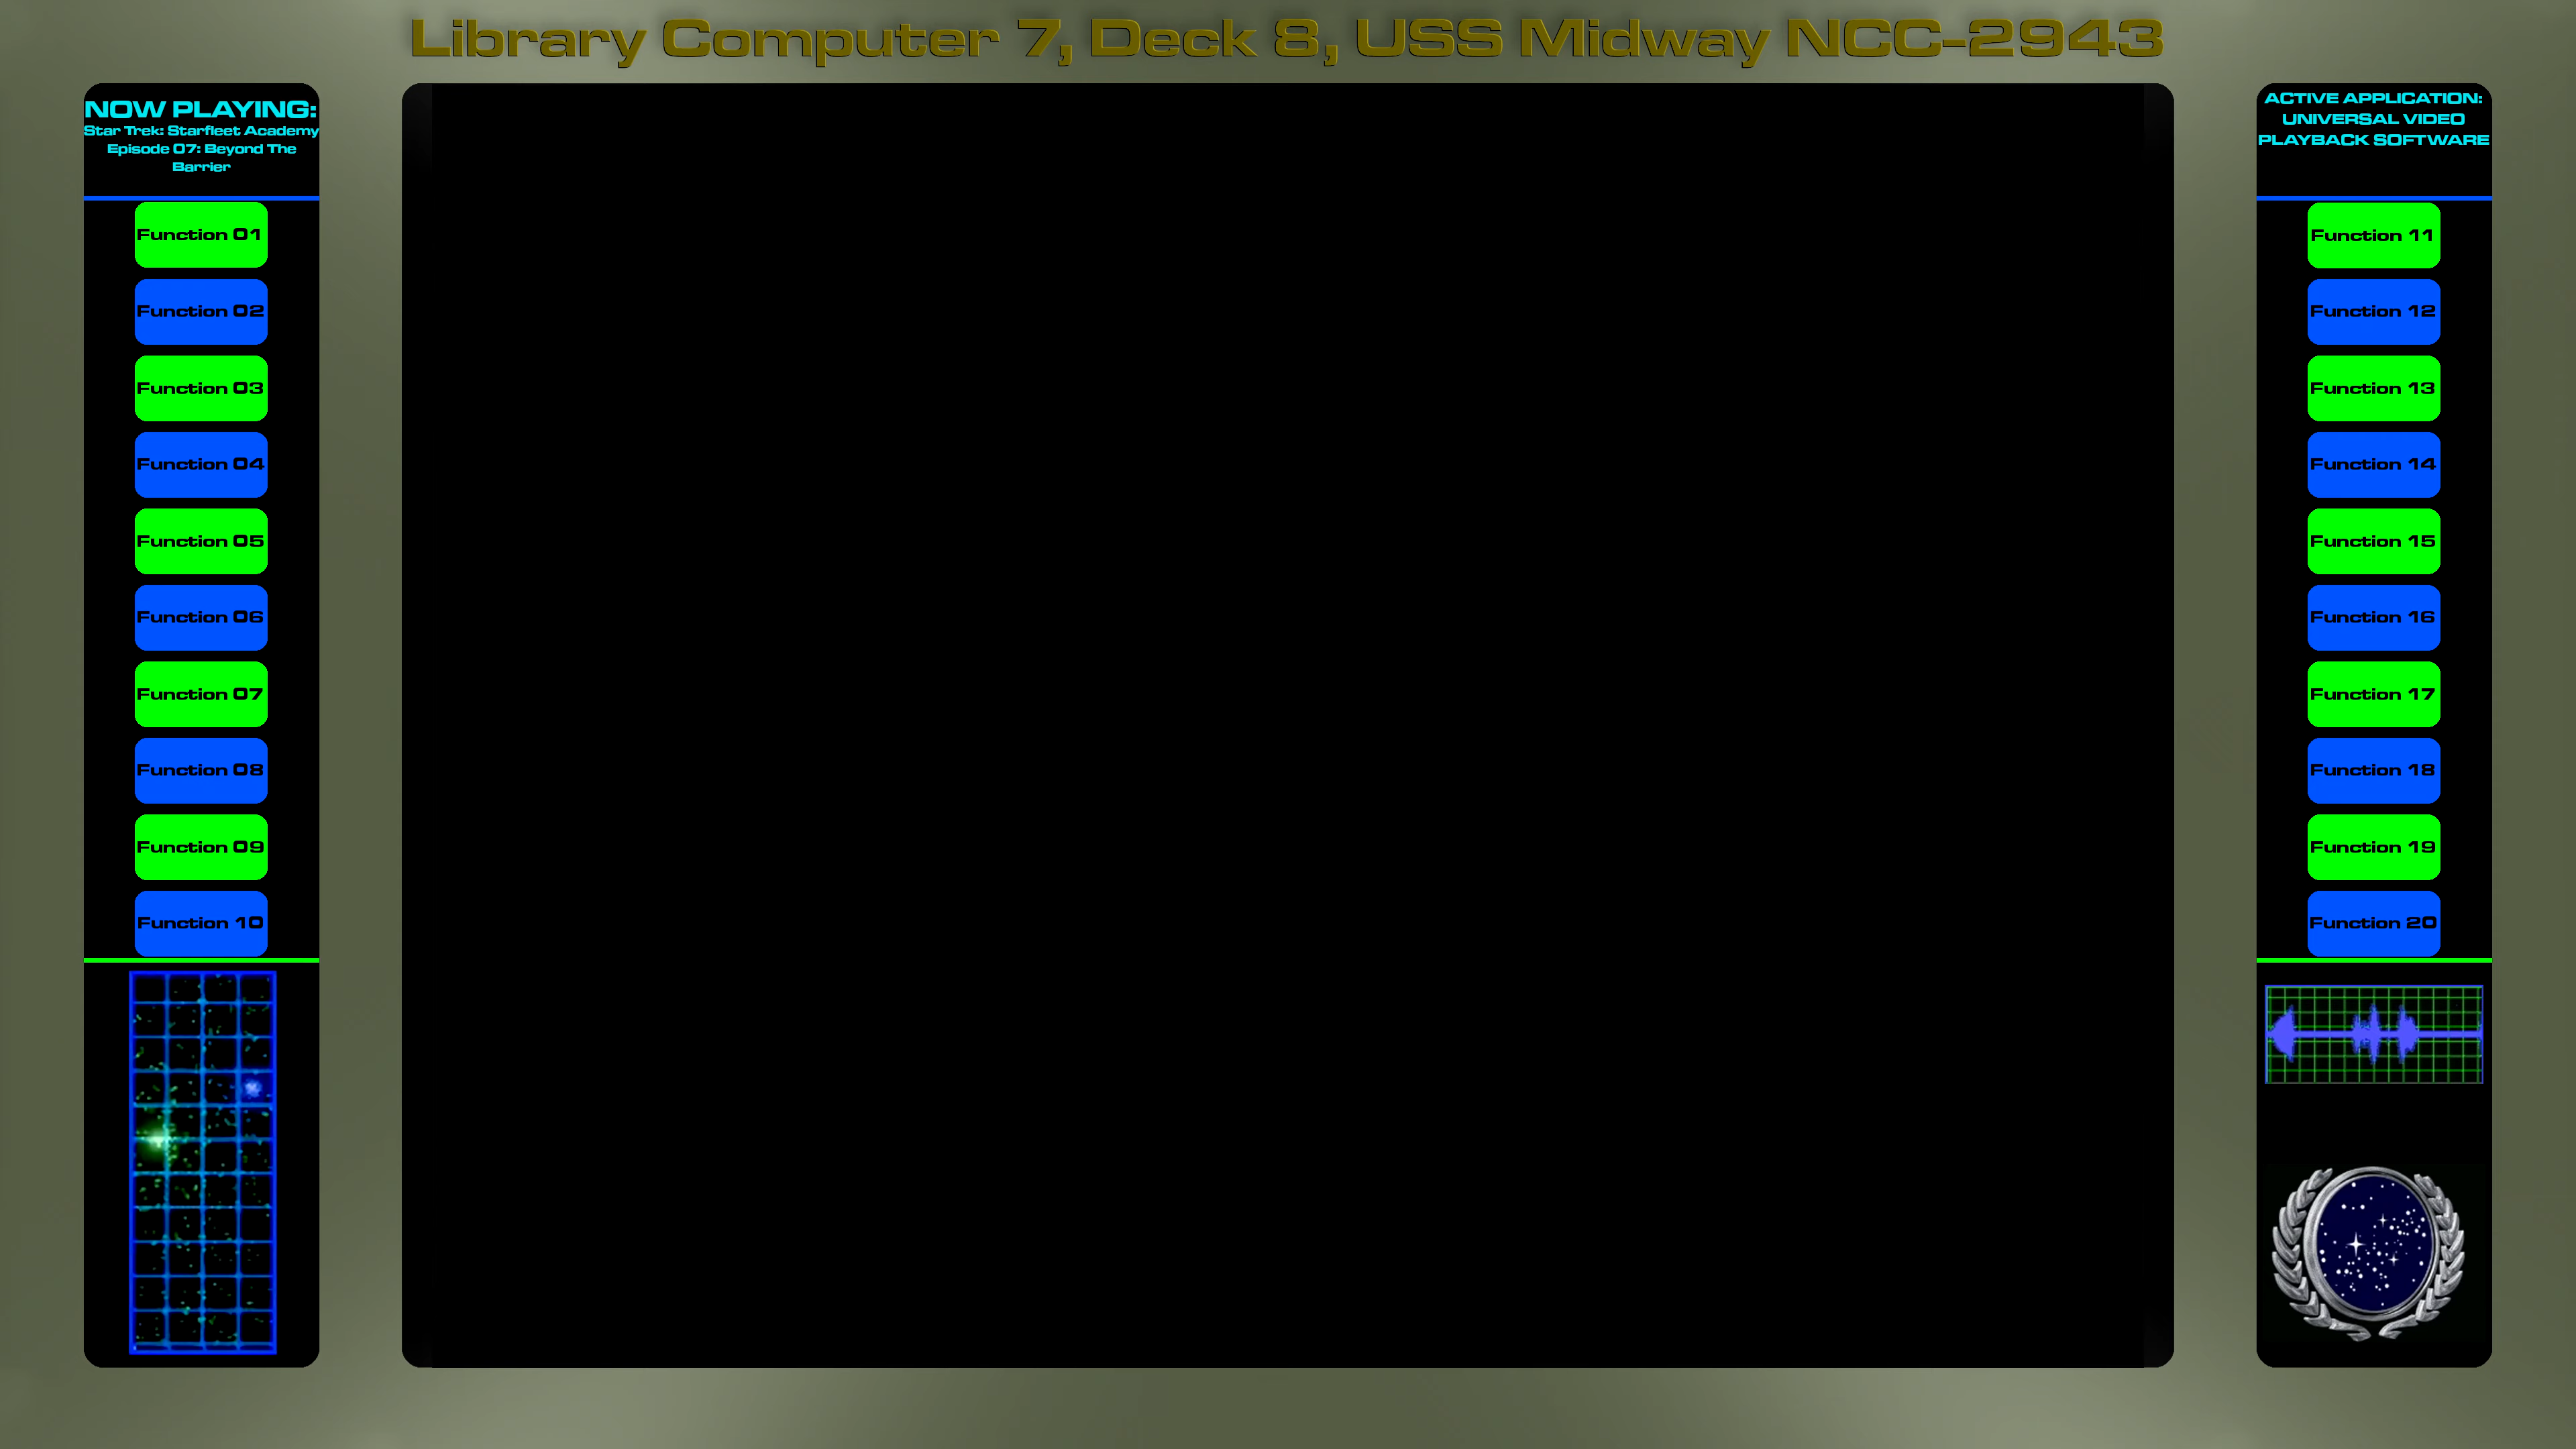 Library Computer 7, Deck 8, USS Midway NCC-2943
NOW PLAYING:
Star Trek: Starfleet Academy
Episode 07: Beyond The
Barrier
Function 01
Function 02
Function 03
Function 04
Function 05
Function 06
Function 07
Function 08
Function 09
Function 10
ACTIVE APPLICATION:
UNIVERSAL VIDEO
PLAYBACK SOFTWARE
Function 11
Function 12
Function 13
Function 14
Function 15
Function 16
Function 17
Function 18
Function 19
Function 20